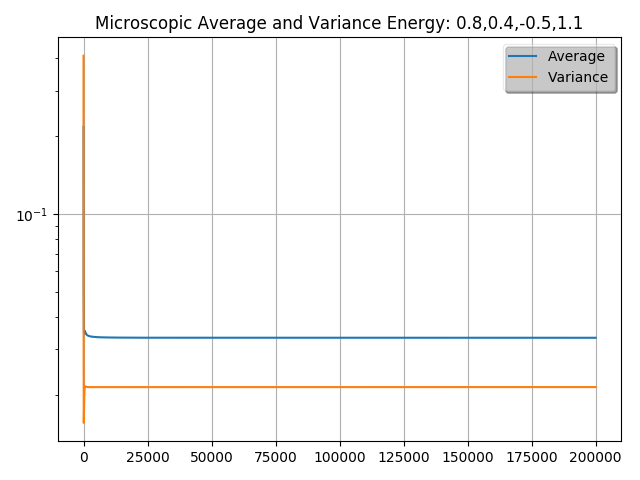 Microscopic Average and Variance Energy: 0.8,0.4,-0.5,1.1
Average
Variance
10⁻¹
0 25000 50000 75000 100000 125000 150000 175000 200000